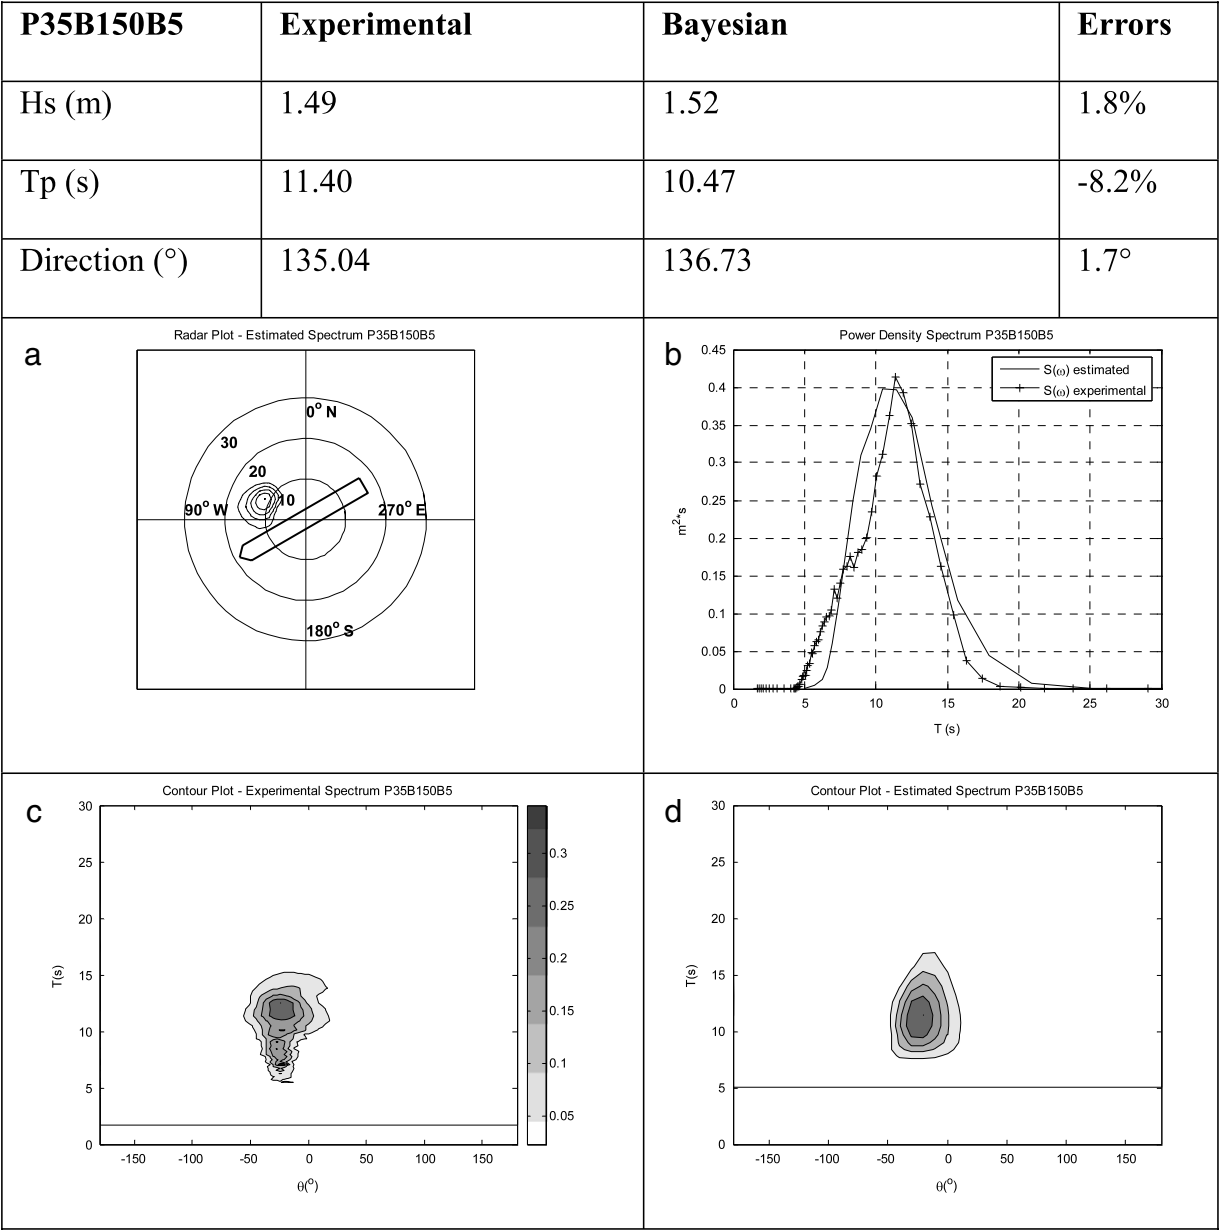 P35B150B5 Experimental Bayesian Errors
Hs (m) 1.49 1.52 1.8%
Tp (s) 11.40 10.47 -8.2%
Direction (°) 135.04 136.73 1.7°
a
Radar Plot - Estimated Spectrum P35B150B5
0° N
30
20
10
90° W
270° E
180° S
b
Power Density Spectrum P35B150B5
S(ω) estimated
S(ω) experimental
0.45
0.4
0.35
0.3
0.25
0.2
0.15
0.1
0.05
0
m²*s
0 5 10 15 20 25 30
T (s)
c
Contour Plot - Experimental Spectrum P35B150B5
30
25
20
15
10
5
0
T(s)
-150 -100 -50 0 50 100 150
θ(°)
0.3
0.25
0.2
0.15
0.1
0.05
d
Contour Plot - Estimated Spectrum P35B150B5
30
25
20
15
10
5
0
T(s)
-150 -100 -50 0 50 100 150
θ(°)